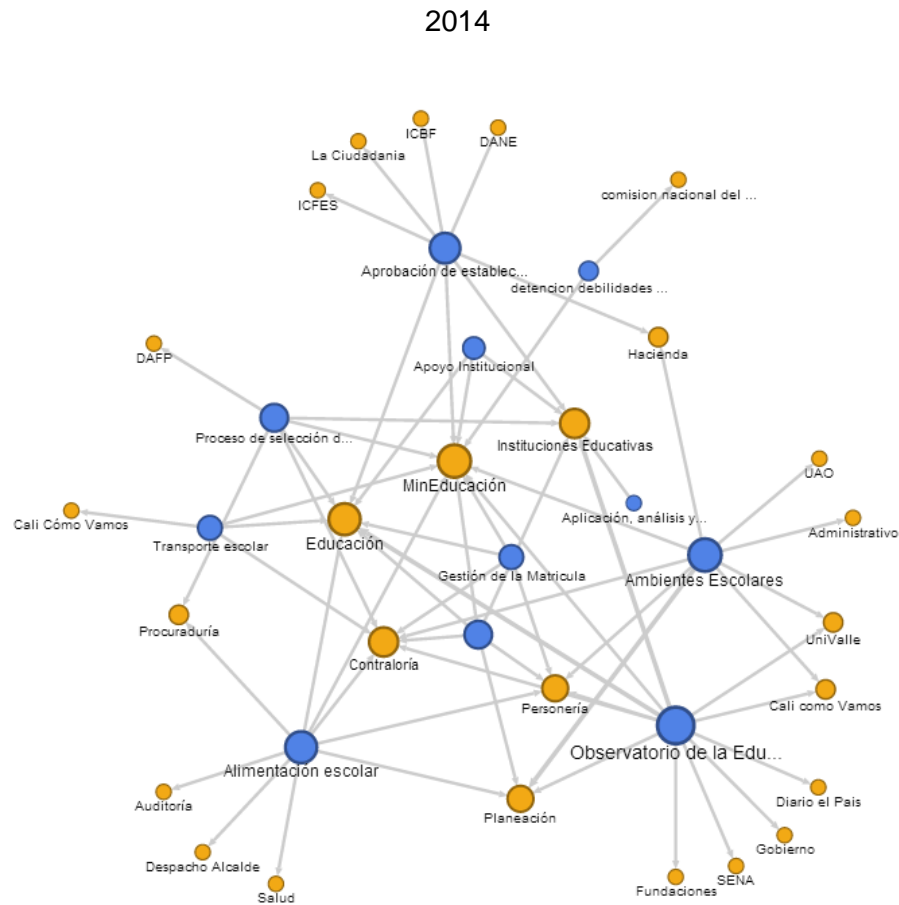 2014
ICBF
DANE
La Ciudadania
ICFES
comision nacional del ...
Aprobación de establec...
detencion debilidades ...
DAFP
Apoyo Institucional
Hacienda
Proceso de selección d...
Instituciones Educativas
MinEducación
UAO
Cali Cómo Vamos
Transporte escolar
Educación
Aplicación, análisis y...
Administrativo
Gestión de la Matricula
Ambientes Escolares
Procuraduría
Contraloría
UniValle
Personería
Cali como Vamos
Alimentación escolar
Observatorio de la Edu...
Auditoría
Planeación
Diario el Pais
Despacho Alcalde
Gobierno
Salud
Fundaciones
SENA